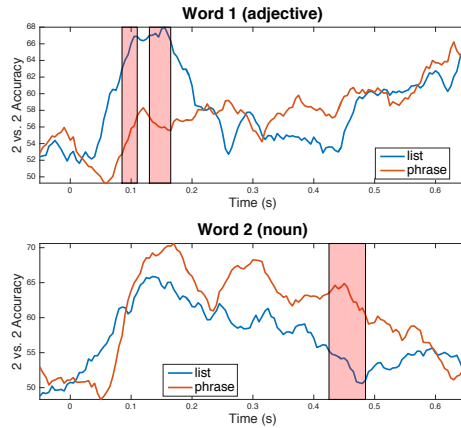 Word 1 (adjective)
68
66
64
62
60
58
56
54
52
50
2 vs. 2 Accuracy
list
phrase
0
0.1
0.2
0.3
0.4
0.5
0.6
Time (s)
Word 2 (noun)
70
65
60
55
50
2 vs. 2 Accuracy
list
phrase
0
0.1
0.2
0.3
0.4
0.5
0.6
Time (s)